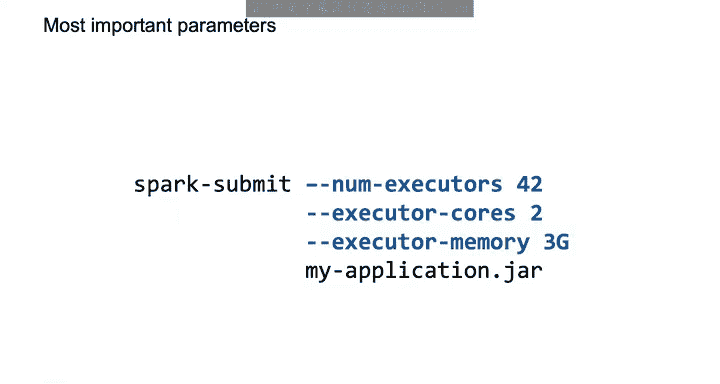 Most important parameters
spark-submit --num-executors 42
--executor-cores 2
--executor-memory 3G
my-application.jar